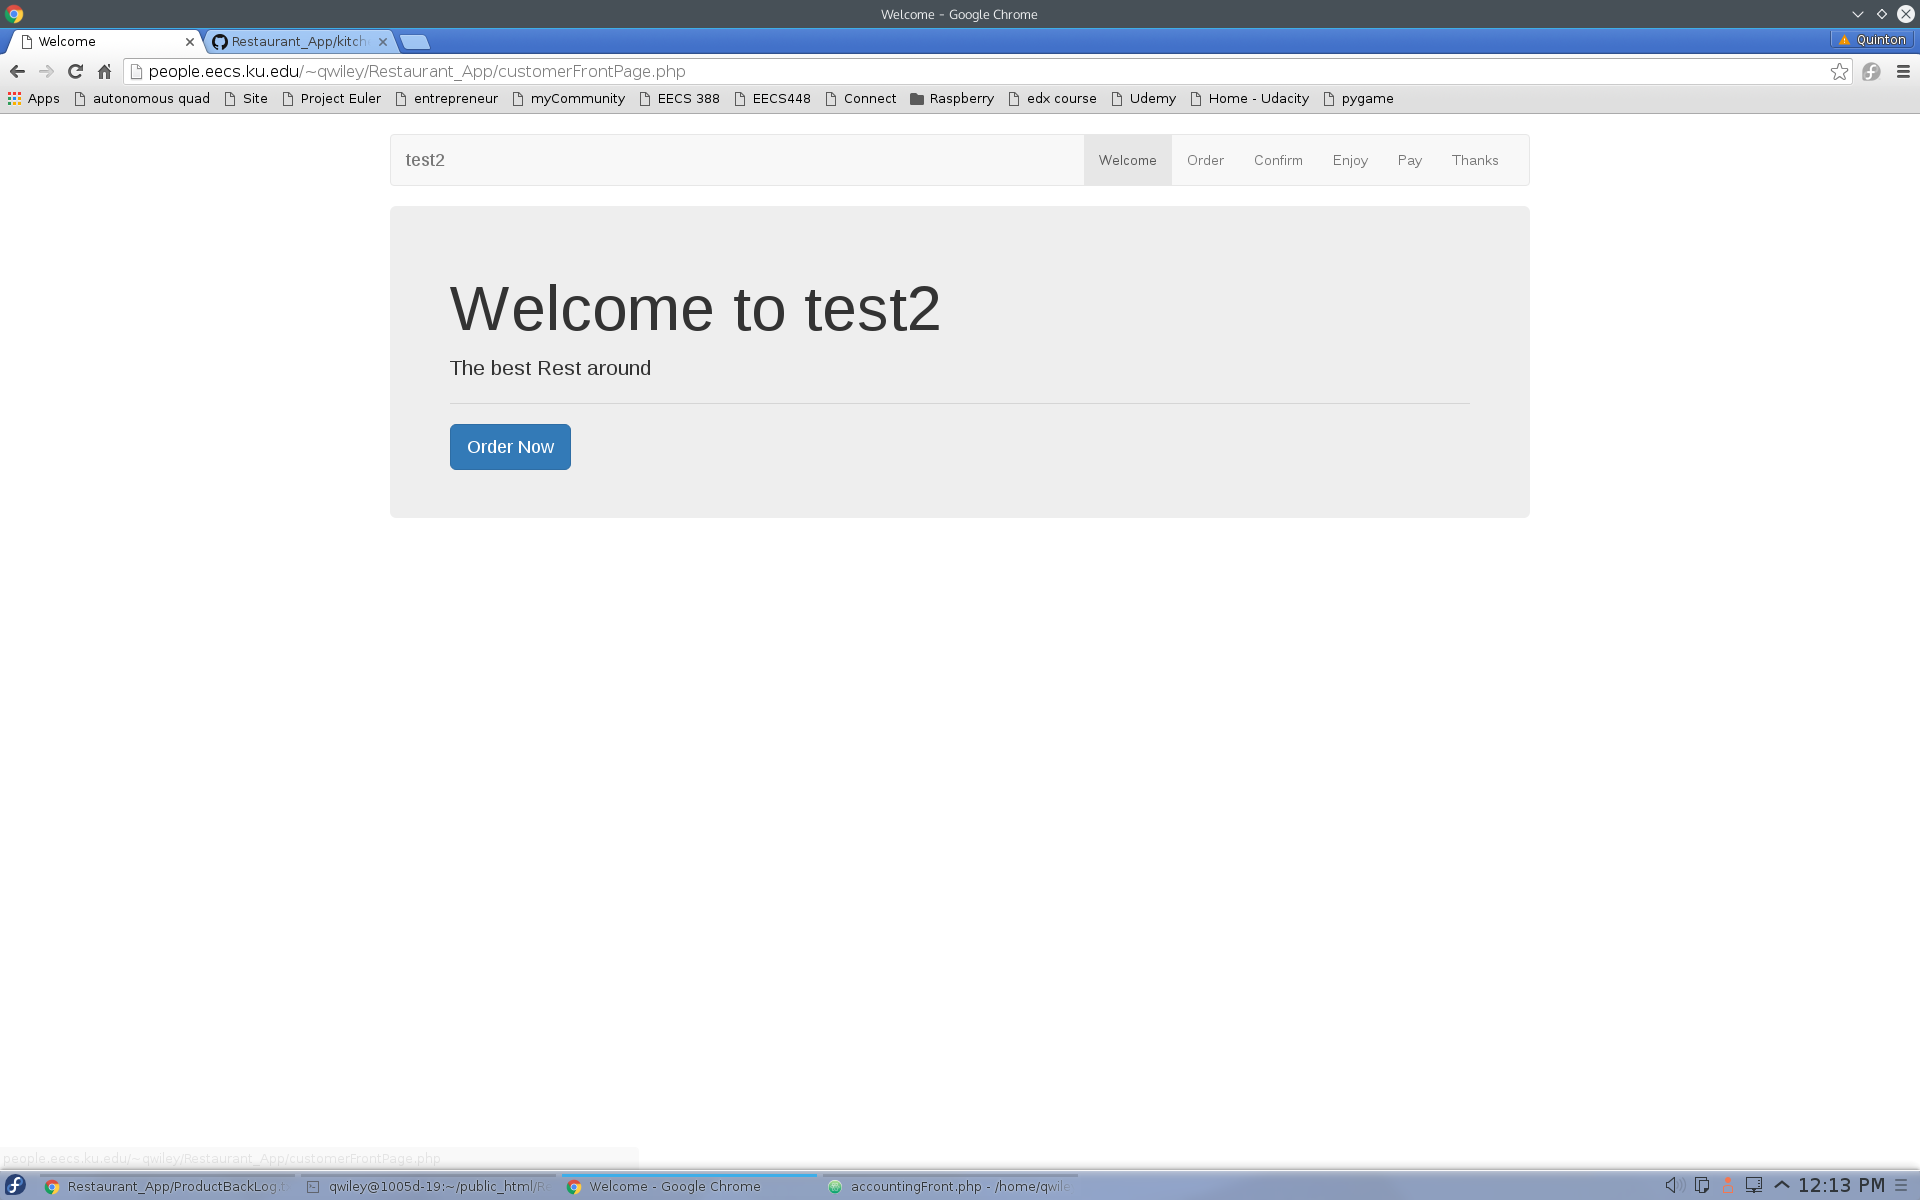 Welcome - Google Chrome
Welcome Restaurant_App/kitch
Quinton
people.eecs.ku.edu/~qwiley/Restaurant_App/customerFrontPage.php
Apps autonomous quad Site Project Euler entrepreneur myCommunity EECS 388 EECS448 Connect Raspberry edx course Udemy Home - Udacity pygame
test2 Welcome Order Confirm Enjoy Pay Thanks
Welcome to test2
The best Rest around
Order Now
people.eecs.ku.edu/~qwiley/Restaurant_App/customerFrontPage.php
Restaurant_App/ProductBackLog.t qwiley@1005d-19:~/public_html/R Welcome - Google Chrome accountingFront.php - /home/qwile 12:13 PM